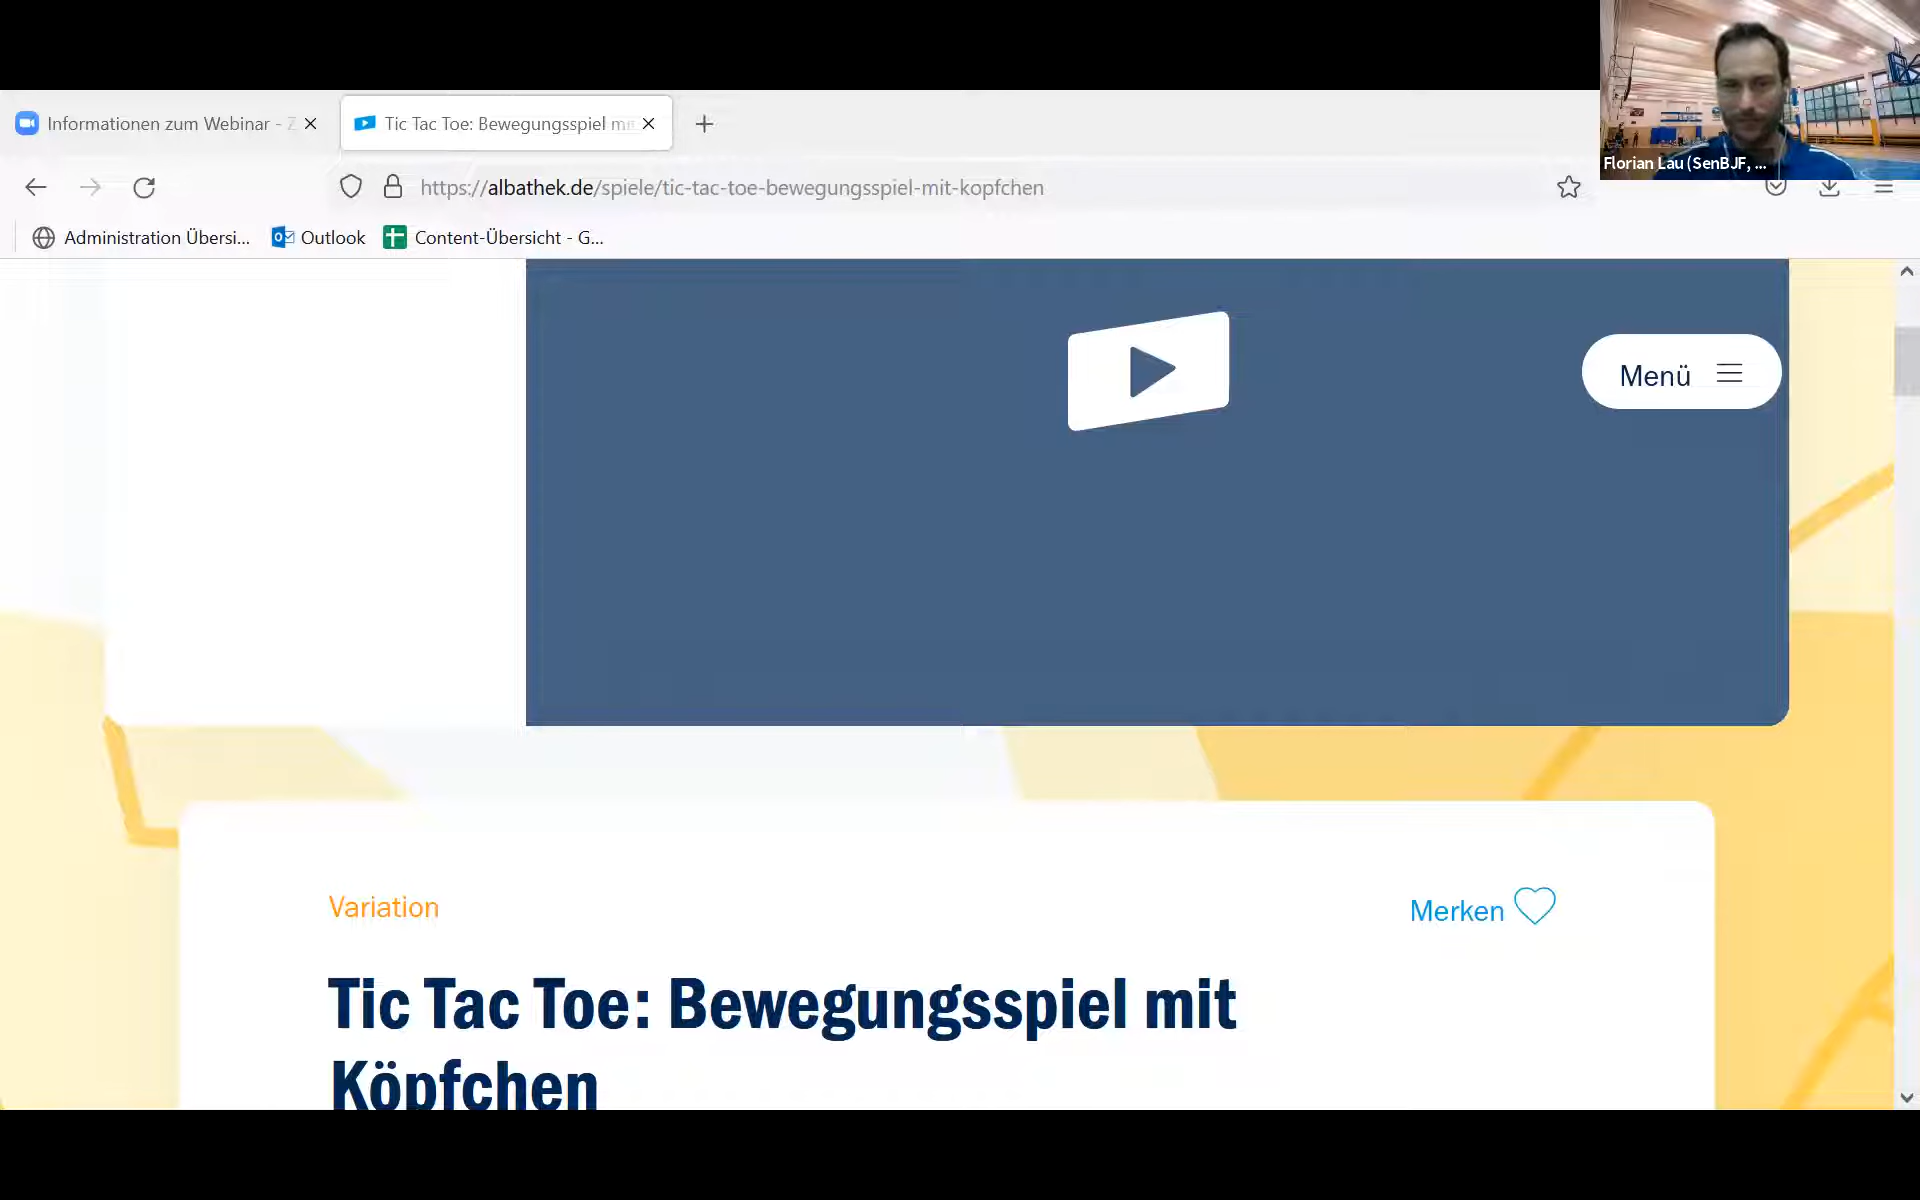 Informationen zum Webinar - Z
Tic Tac Toe: Bewegungsspiel mi
Florian Lau (SenBJF, ...
https://albathek.de/spiele/tic-tac-toe-bewegungsspiel-mit-kopfchen
Administration Übersi...
Outlook
Content-Übersicht - G...
Menü
Variation
Merken
Tic Tac Toe: Bewegungsspiel mit
Köpfchen